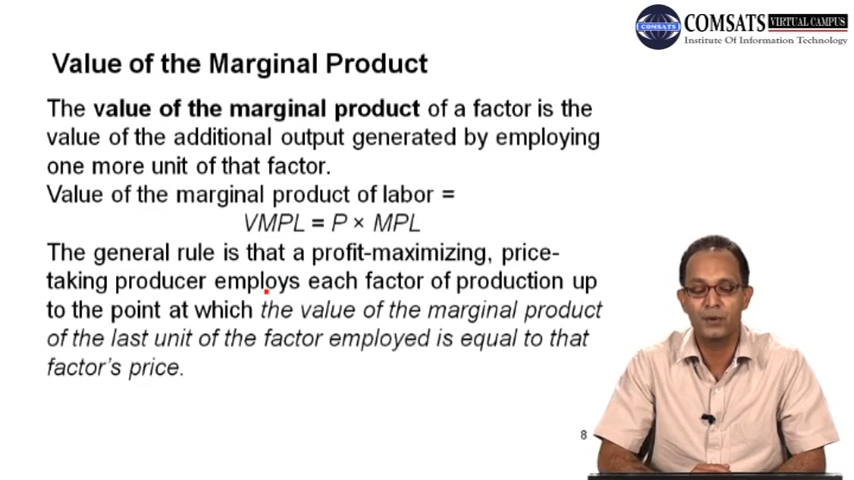 COMSATS
COMSATS VIRTUAL CAMPUS
Institute Of Information Technology
Value of the Marginal Product
The value of the marginal product of a factor is the
value of the additional output generated by employing
one more unit of that factor.
Value of the marginal product of labor =
VMPL = P × MPL
The general rule is that a profit-maximizing, price-
taking producer employs each factor of production up
to the point at which the value of the marginal product
of the last unit of the factor employed is equal to that
factor's price.
8